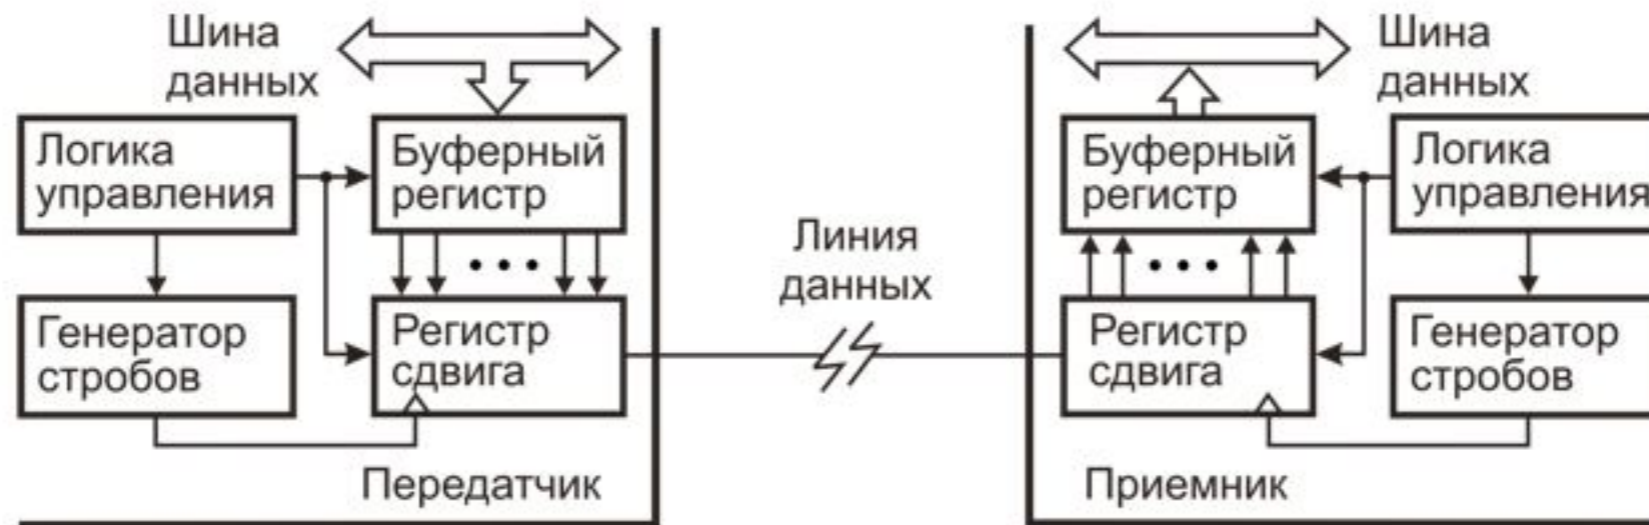 Шина
данных
Логика
управления
Буферный
регистр
Генератор
стробов
Регистр
сдвига
Передатчик
Линия
данных
Шина
данных
Буферный
регистр
Логика
управления
Регистр
сдвига
Генератор
стробов
Приемник